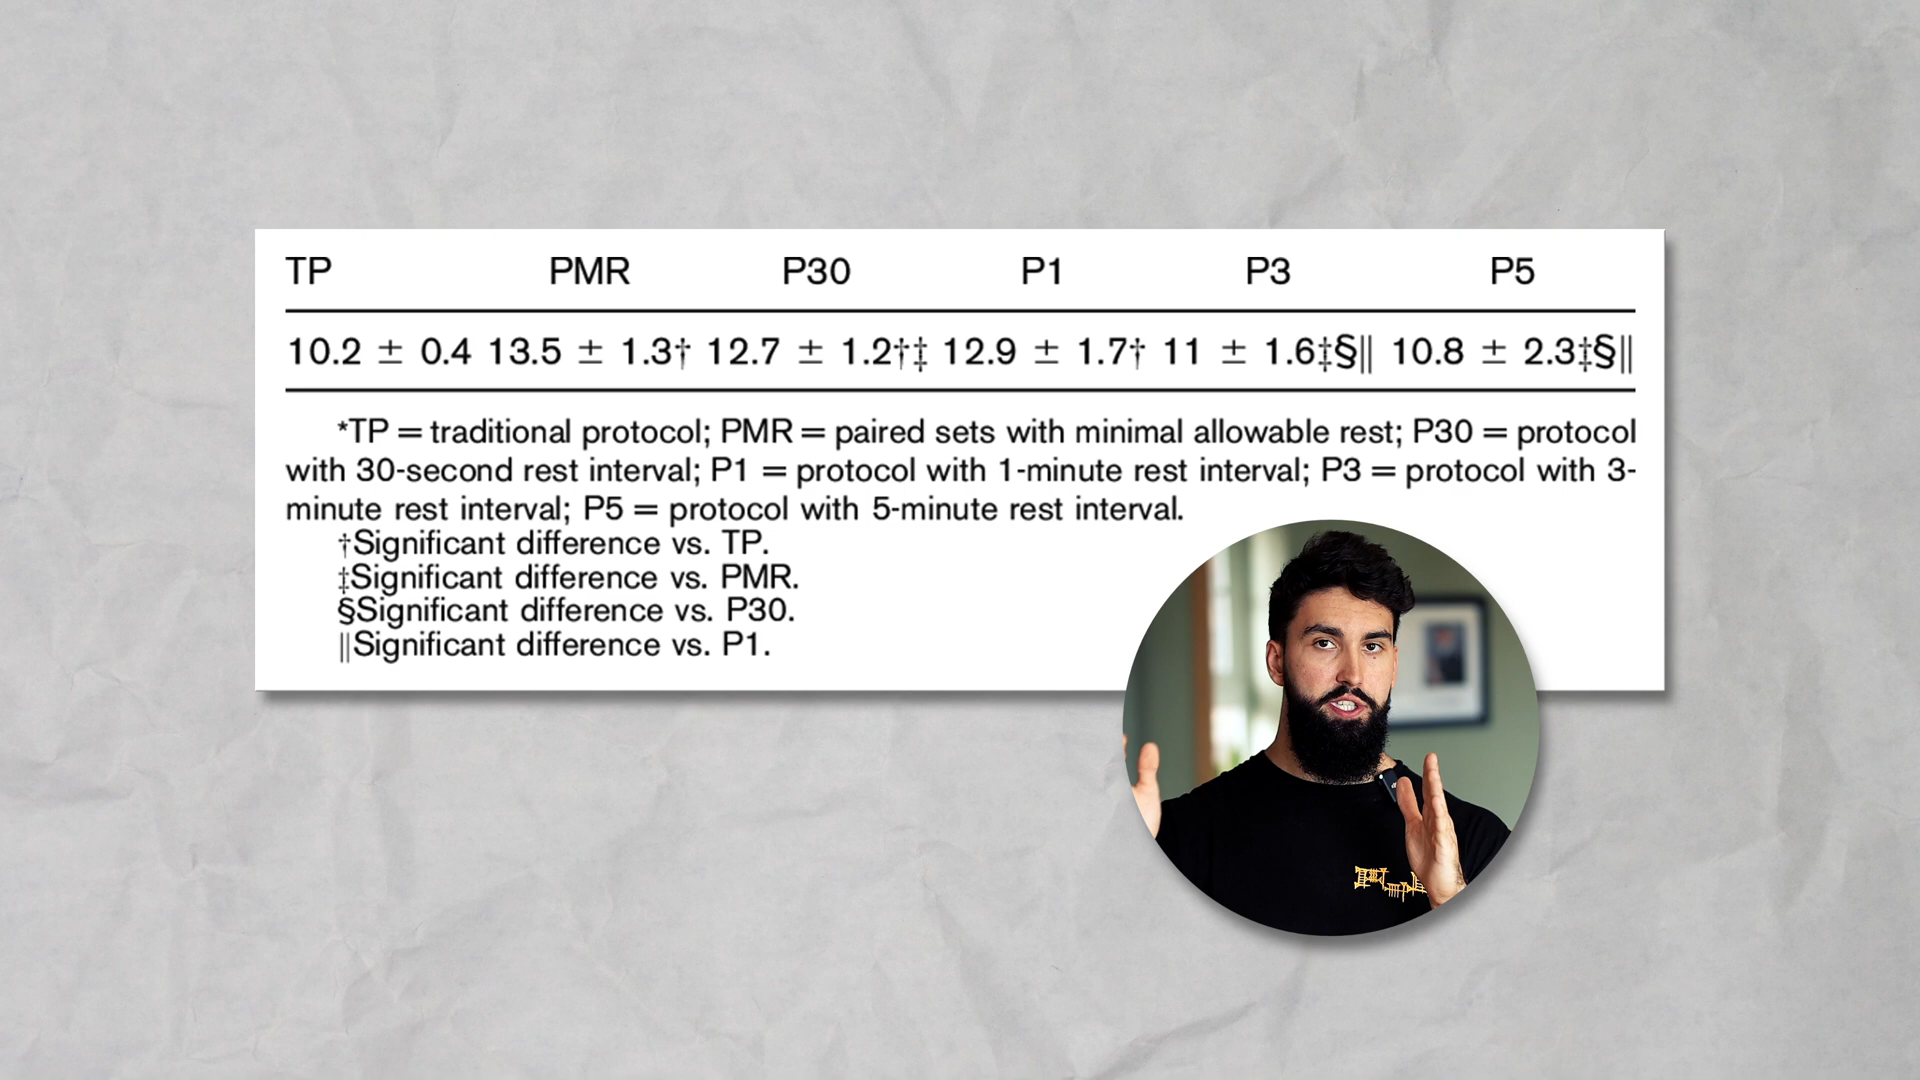 TP PMR P30 P1 P3 P5
10.2 ± 0.4 13.5 ± 1.3† 12.7 ± 1.2†‡ 12.9 ± 1.7† 11 ± 1.6‡§‖ 10.8 ± 2.3‡§‖
*TP = traditional protocol; PMR = paired sets with minimal allowable rest; P30 = protocol
with 30-second rest interval; P1 = protocol with 1-minute rest interval; P3 = protocol with 3-
minute rest interval; P5 = protocol with 5-minute rest interval.
†Significant difference vs. TP.
‡Significant difference vs. PMR.
§Significant difference vs. P30.
‖Significant difference vs. P1.